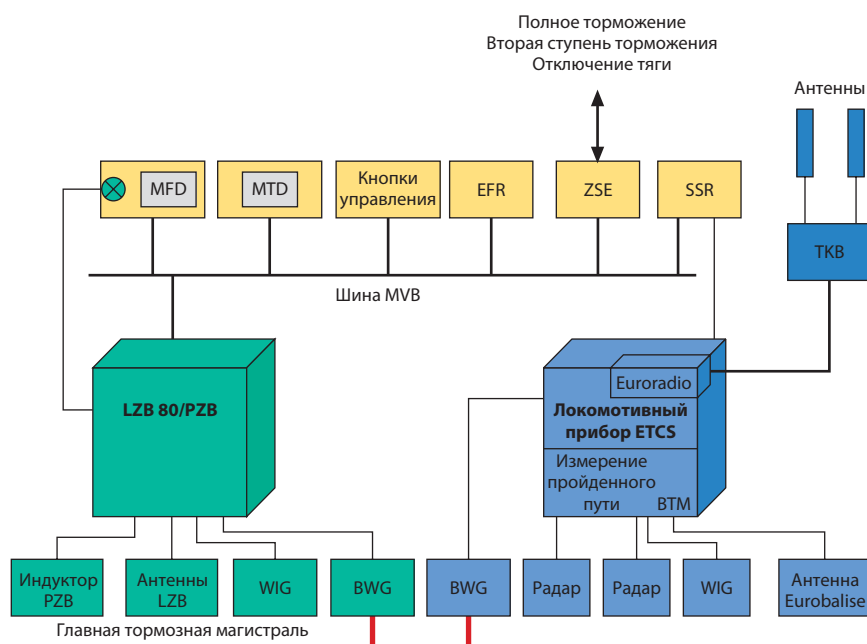 Полное торможение
Вторая ступень торможения
Отключение тяги
Антенны
MFD
MTD
Кнопки
управления
EFR
ZSE
SSR
TKB
Шина MVB
Euroradio
LZB 80/PZB
Локомотивный
прибор ETCS
Измерение
пройденного
пути
BTM
Индуктор
PZB
Антенны
LZB
WIG
BWG
BWG
Радар
Радар
WIG
Антенна
Eurobalise
Главная тормозная магистраль